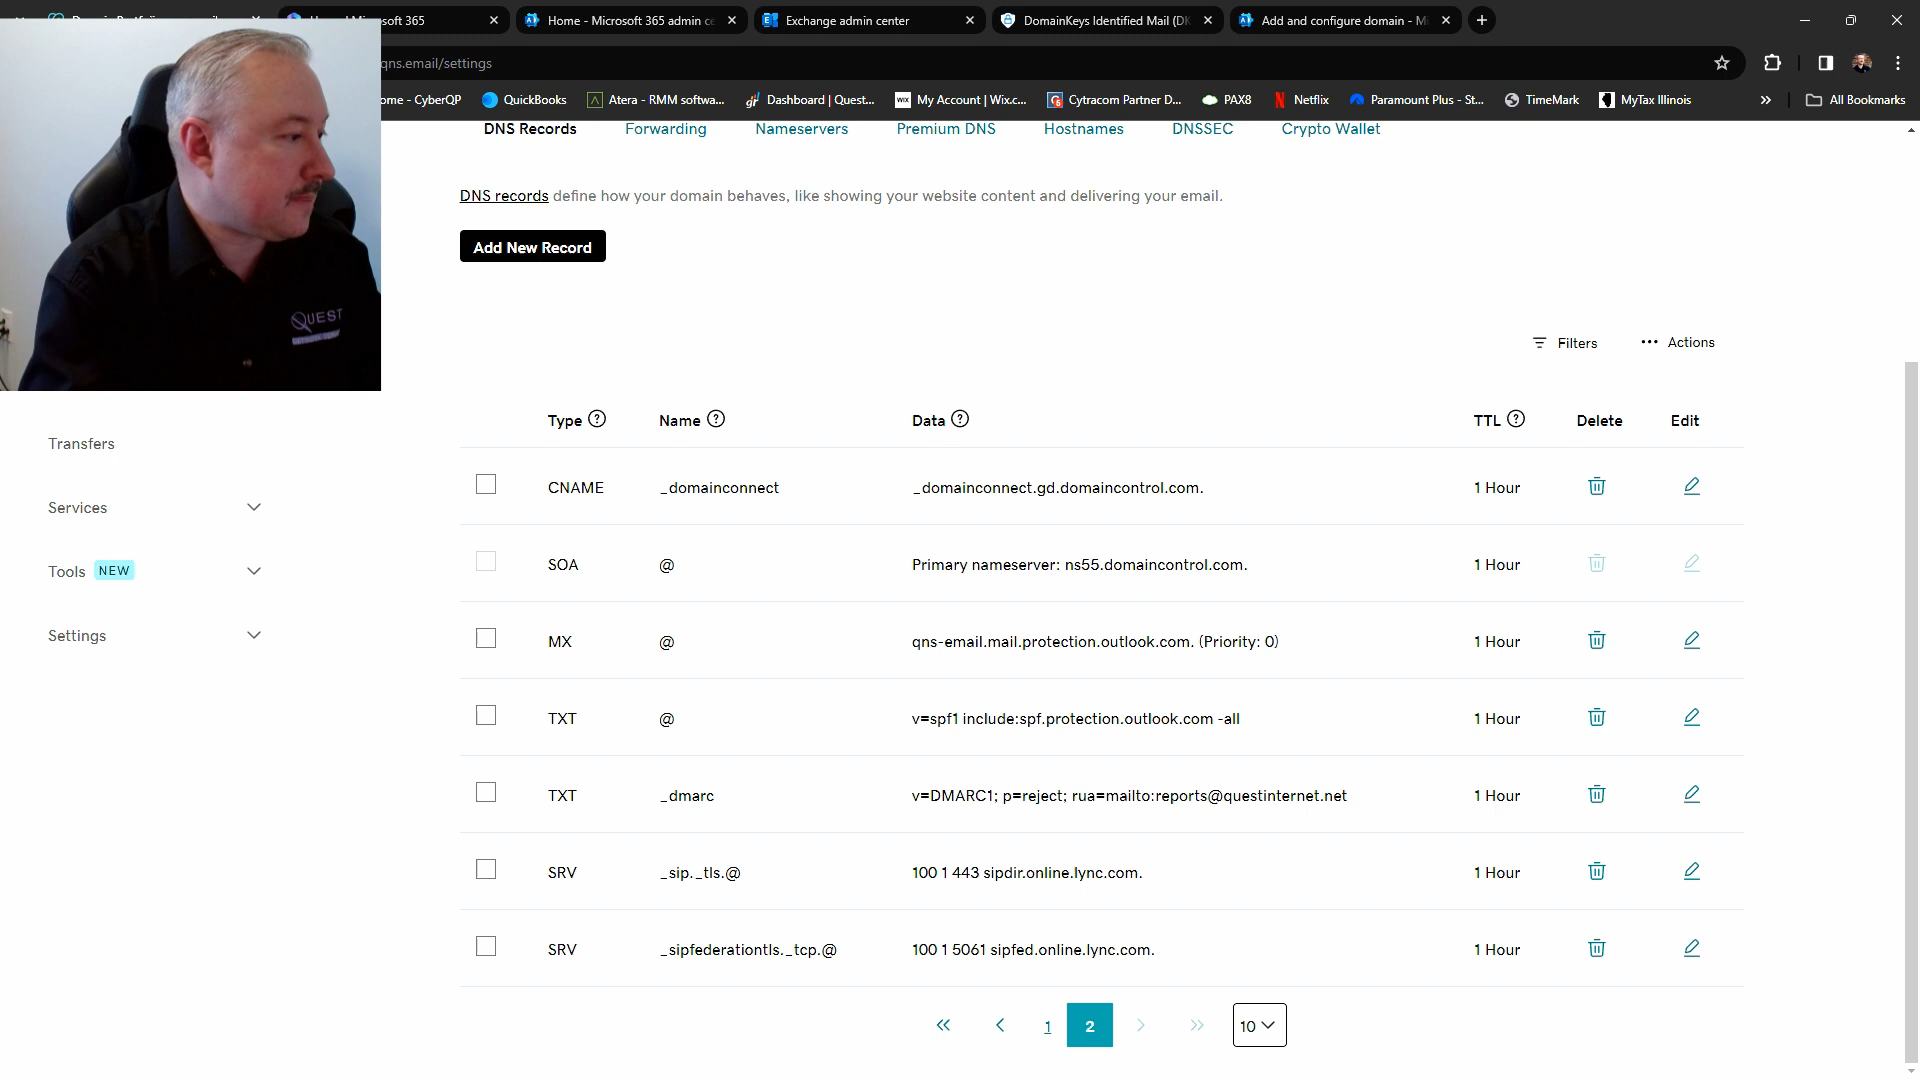 Microsoft 365
Home - Microsoft 365 admin ce
Exchange admin center
DomainKeys Identified Mail (DK
Add and configure domain - Mi
qns.email/settings
ome - CyberQP
QuickBooks
Atera - RMM softwa...
Dashboard | Quest...
WIX
My Account | Wix.c...
Cytracom Partner D...
PAX8
Netflix
Paramount Plus - St...
TimeMark
MyTax Illinois
»
All Bookmarks
DNS Records
Forwarding
Nameservers
Premium DNS
Hostnames
DNSSEC
Crypto Wallet
DNS records define how your domain behaves, like showing your website content and delivering your email.
Add New Record
QUEST
Filters
Actions
Transfers
Services
Tools NEW
Settings
Type ? Name ? Data ? TTL ? Delete Edit
CNAME _domainconnect _domainconnect.gd.domaincontrol.com. 1 Hour
SOA @ Primary nameserver: ns55.domaincontrol.com. 1 Hour
MX @ qns-email.mail.protection.outlook.com. (Priority: 0) 1 Hour
TXT @ v=spf1 include:spf.protection.outlook.com -all 1 Hour
TXT _dmarc v=DMARC1; p=reject; rua=mailto:reports@questinternet.net 1 Hour
SRV _sip._tls.@ 100 1 443 sipdir.online.lync.com. 1 Hour
SRV _sipfederationtls._tcp.@ 100 1 5061 sipfed.online.lync.com. 1 Hour
1 2 10